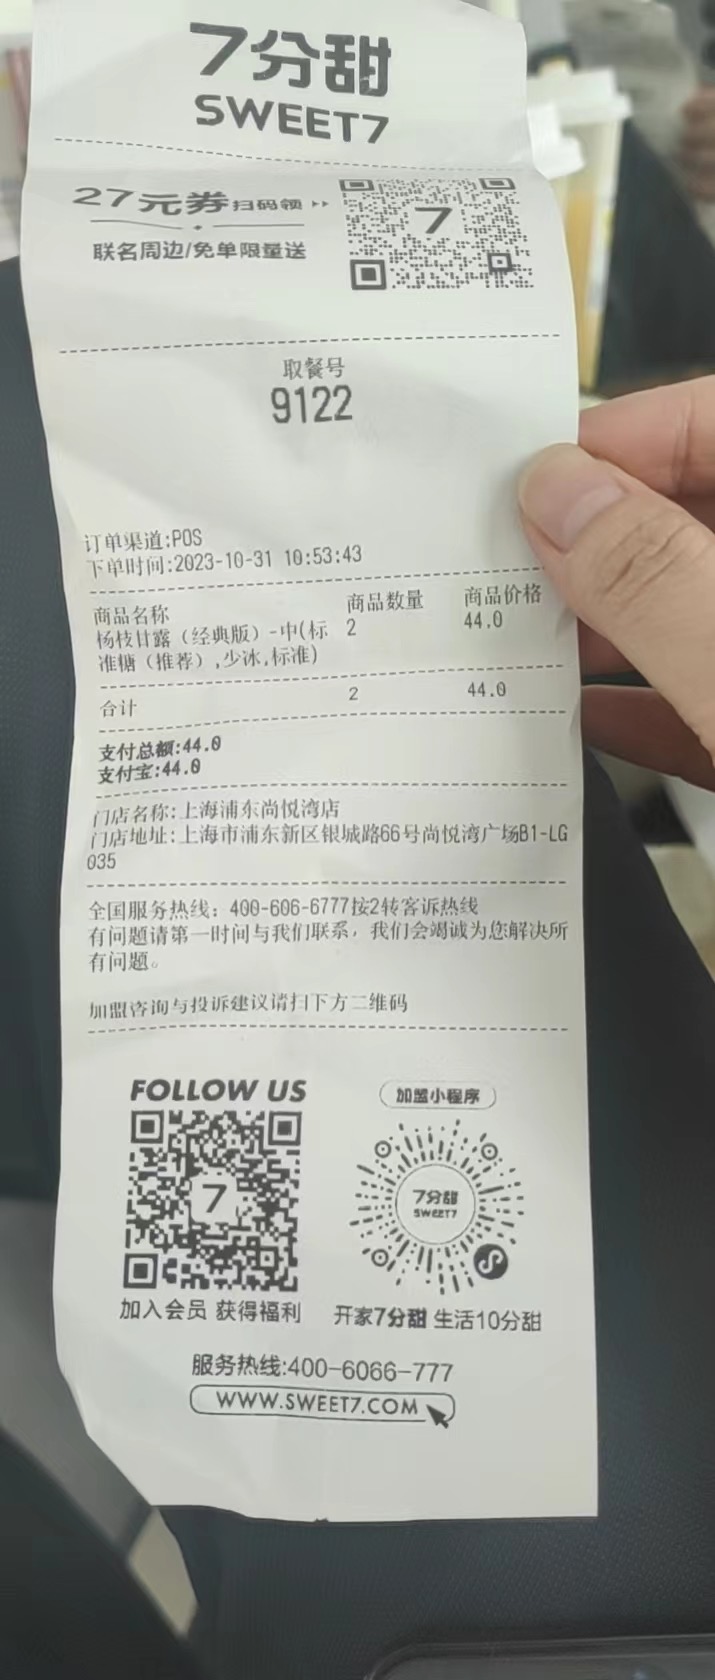 7分甜
SWEET7
27元券扫码领
联名周边/免单限量送
7
取餐号
9122
订单渠道:POS
下单时间:2023-10-31 10:53:43
商品名称 商品数量 商品价格
杨枝甘露（经典版）-中(标 2 44.0
准糖（推荐）,少冰,标准)
合计 2 44.0
支付总额:44.0
支付宝:44.0
门店名称:上海浦东尚悦湾店
门店地址:上海市浦东新区银城路66号尚悦湾广场B1-LG
035
全国服务热线：400-606-6777按2转客诉热线
有问题请第一时间与我们联系，我们会竭诚为您解决所
有问题。
加盟咨询与投诉建议请扫下方二维码
FOLLOW US 加盟小程序
7 7分甜
SWEET7
加入会员 获得福利 开家7分甜 生活10分甜
服务热线:400-6066-777
WWW.SWEET7.COM